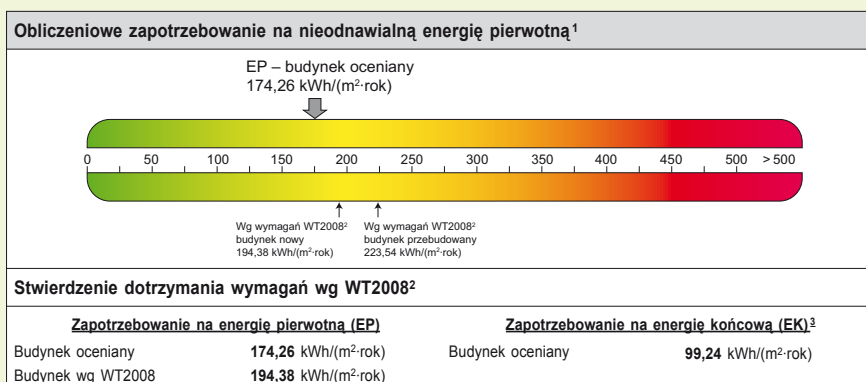 Obliczeniowe zapotrzebowanie na nieodnawialną energię pierwotną¹
EP – budynek oceniany
174,26 kWh/(m²·rok)
0 50 100 150 200 250 300 350 400 450 500 > 500
Wg wymagań WT2008²
budynek nowy
194,38 kWh/(m²·rok)
Wg wymagań WT2008²
budynek przebudowany
223,54 kWh/(m²·rok)
Stwierdzenie dotrzymania wymagań wg WT2008²
Zapotrzebowanie na energię pierwotną (EP)
Budynek oceniany 174,26 kWh/(m²·rok)
Budynek wg WT2008 194,38 kWh/(m²·rok)
Zapotrzebowanie na energię końcową (EK)³
Budynek oceniany 99,24 kWh/(m²·rok)